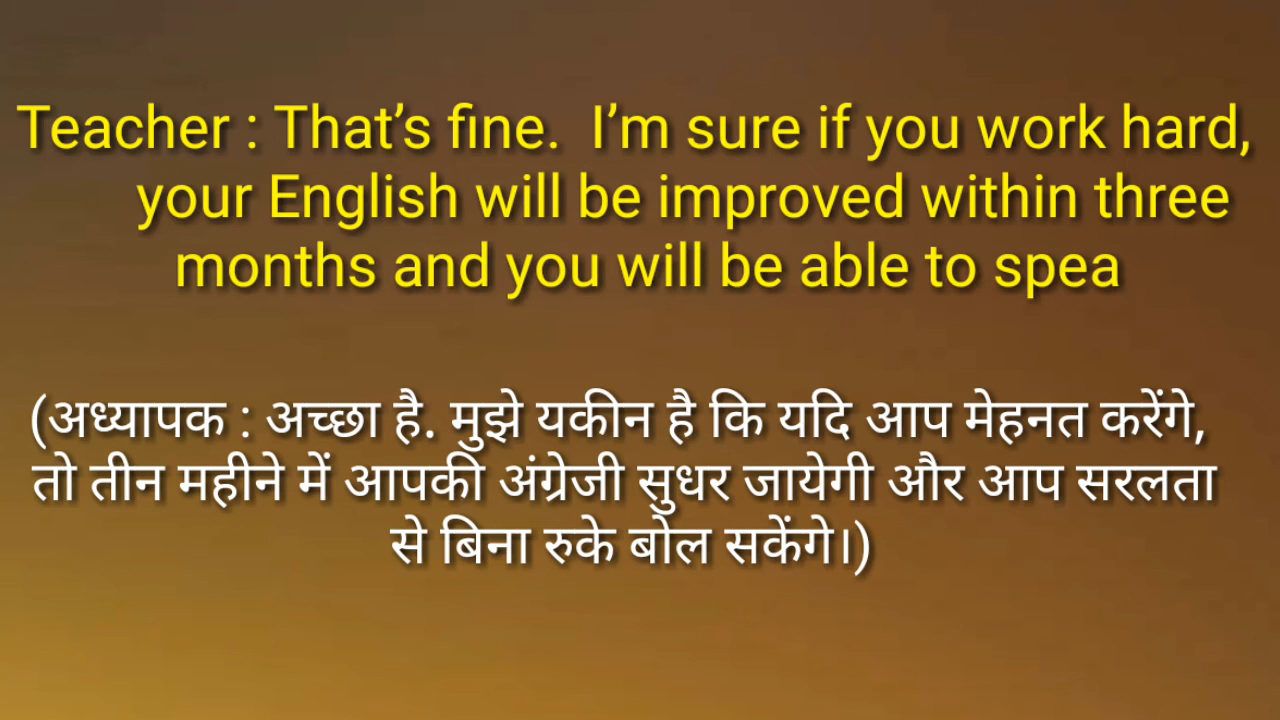 Teacher : That’s fine.  I’m sure if you work hard,
your English will be improved within three
months and you will be able to spea
(अध्यापक : अच्छा है. मुझे यकीन है कि यदि आप मेहनत करेंगे,
तो तीन महीने में आपकी अंग्रेजी सुधर जायेगी और आप सरलता
से बिना रुके बोल सकेंगे।)